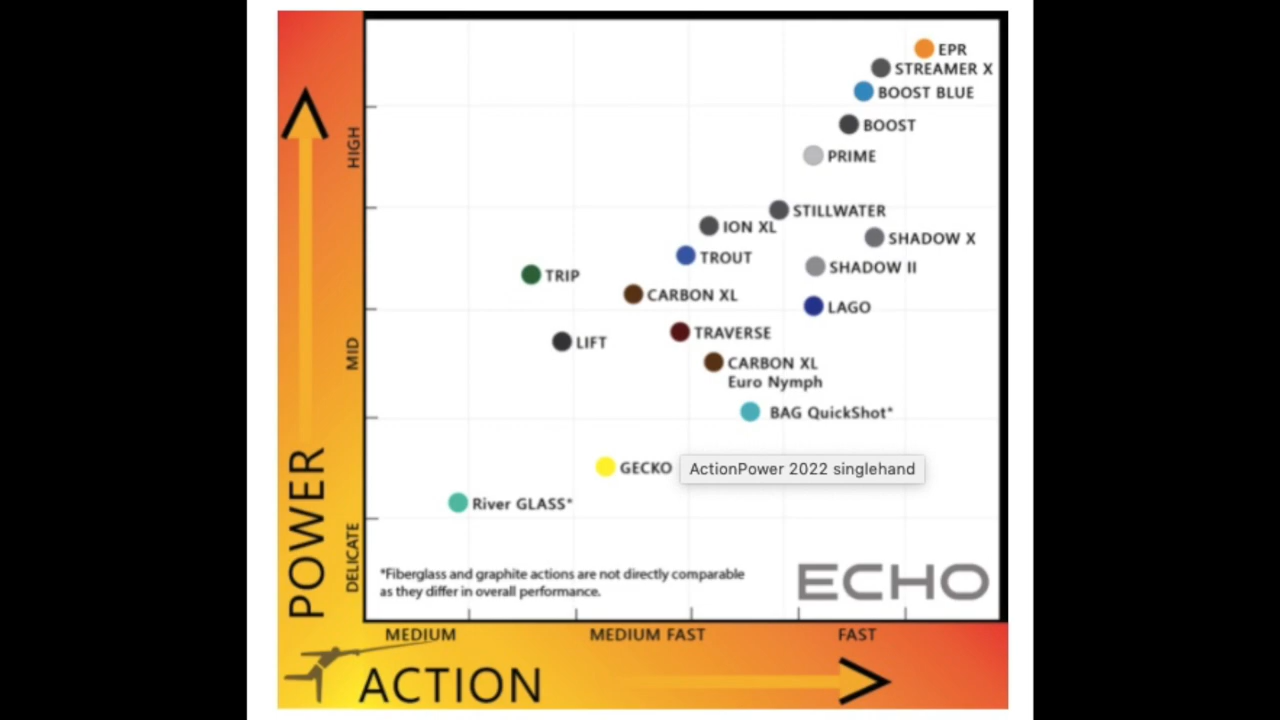 EPR
STREAMER X
BOOST BLUE
BOOST
PRIME
STILLWATER
ION XL
SHADOW X
TROUT
SHADOW II
TRIP
CARBON XL
LAGO
TRAVERSE
LIFT
CARBON XL
Euro Nymph
BAG QuickShot*
GECKO
ActionPower 2022 singlehand
River GLASS*
*Fiberglass and graphite actions are not directly comparable
as they differ in overall performance.
ECHO
HIGH
MID
DELICATE
POWER
MEDIUM
MEDIUM FAST
FAST
ACTION